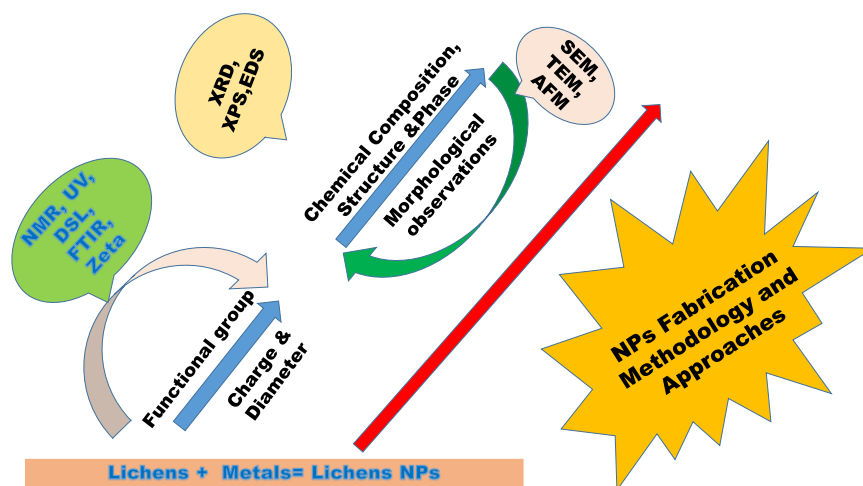 XRD,
XPS,EDS
SEM,
TEM,
AFM
Chemical Composition,
Structure &Phase
Morphological
observations
NMR, UV,
DSL,
FTIR,
Zeta
Functional group
Charge &
Diameter
NPs Fabrication
Methodology and
Approaches
Lichens + Metals= Lichens NPs